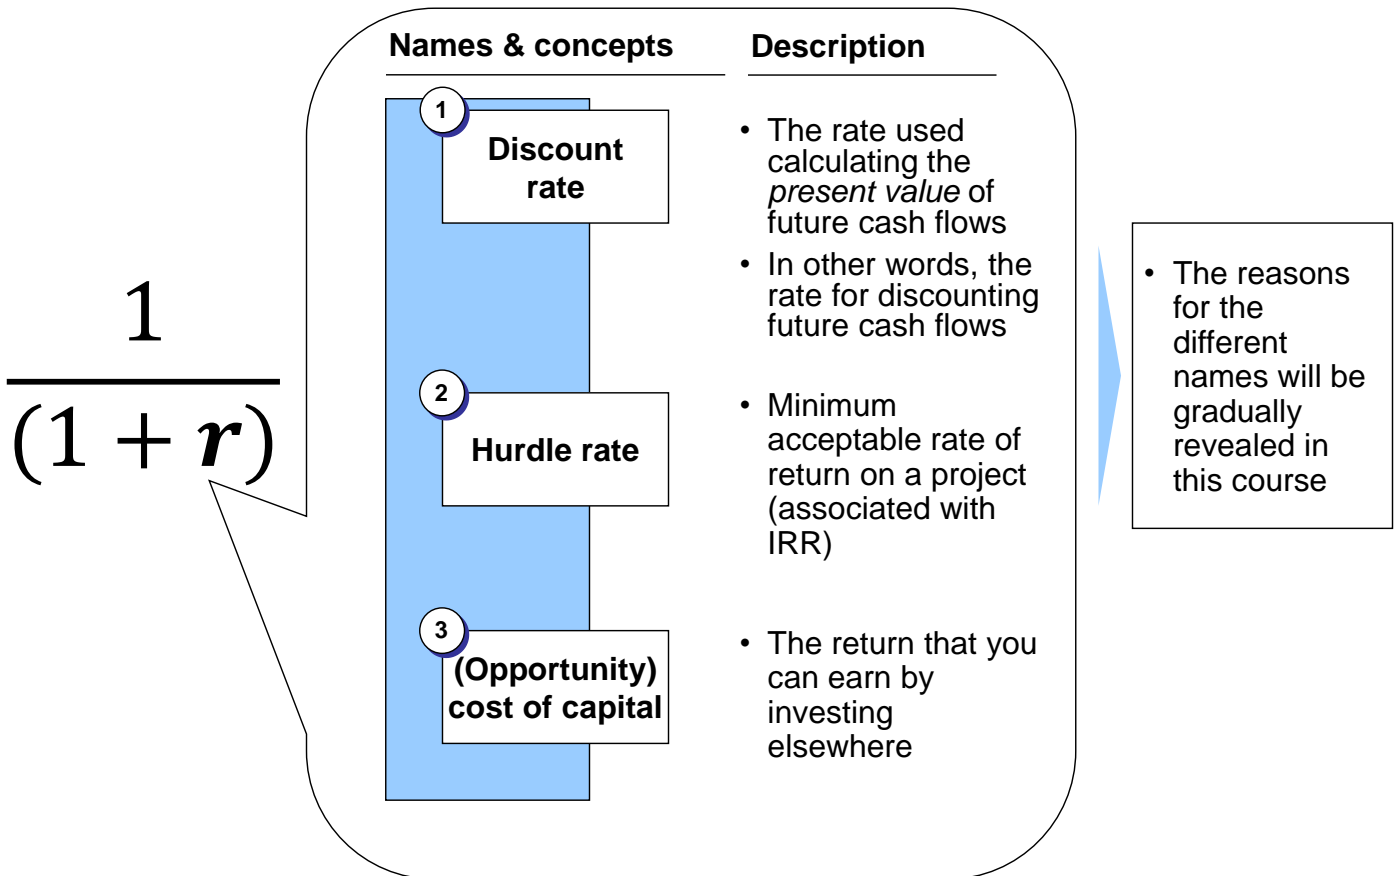 1
(1 + r)
Names & concepts
Description
1
Discount
rate
• The rate used
calculating the
present value of
future cash flows
• In other words, the
rate for discounting
future cash flows
2
Hurdle rate
• Minimum
acceptable rate of
return on a project
(associated with
IRR)
3
(Opportunity)
cost of capital
• The return that you
can earn by
investing
elsewhere
• The reasons
for the
different
names will be
gradually
revealed in
this course